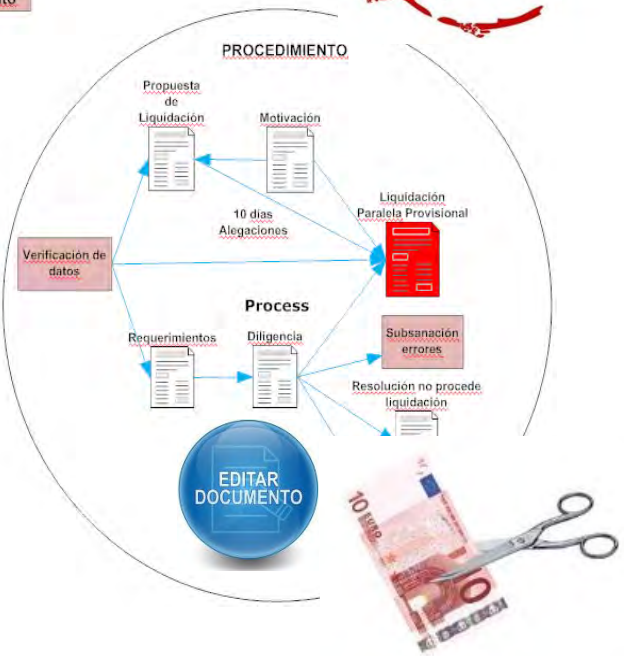 PROCEDIMIENTO
Propuesta
de
Liquidación
Motivación
10 días
Alegaciones
Liquidación
Paralela Provisional
Verificación de
datos
Process
Requerimientos
Diligencia
Subsanación
errores
Resolución no procede
liquidación
EDITAR
DOCUMENTO
10 EURO